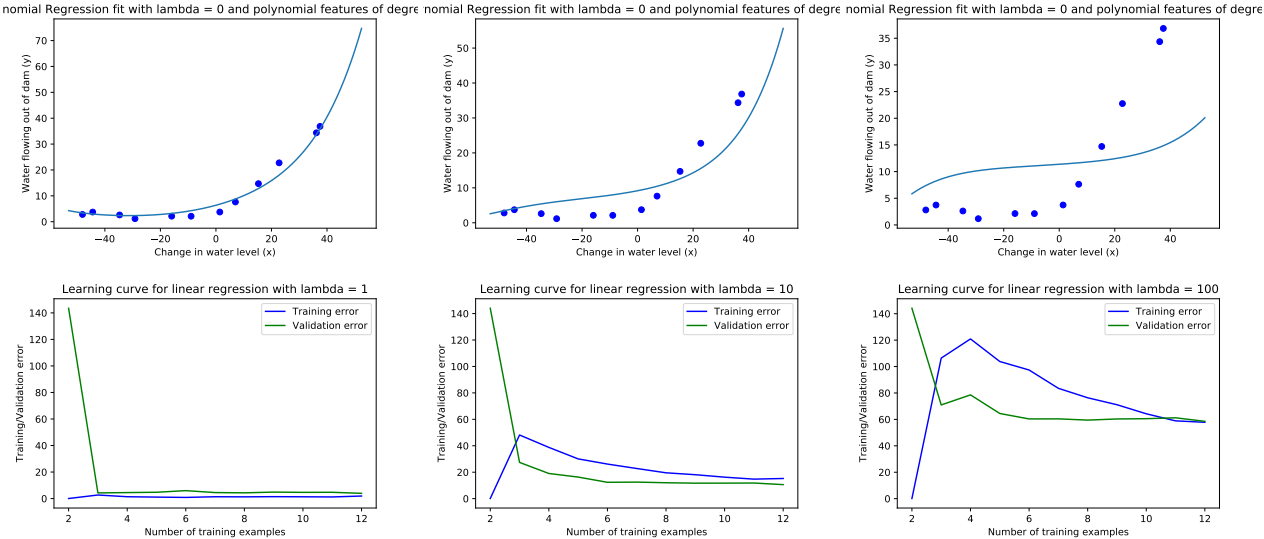 nomial Regression fit with lambda = 0 and polynomial features of degre
nomial Regression fit with lambda = 0 and polynomial features of degre
nomial Regression fit with lambda = 0 and polynomial features of degre
Water flowing out of dam (y)
70
60
50
40
30
20
10
0
−40 −20 0 20 40
Change in water level (x)
Water flowing out of dam (y)
50
40
30
20
10
0
−40 −20 0 20 40
Change in water level (x)
Water flowing out of dam (y)
35
30
25
20
15
10
5
0
−40 −20 0 20 40
Change in water level (x)
Learning curve for linear regression with lambda = 1
Training/Validation error
140
120
100
80
60
40
20
0
Training error
Validation error
2 4 6 8 10 12
Number of training examples
Learning curve for linear regression with lambda = 10
Training/Validation error
140
120
100
80
60
40
20
0
Training error
Validation error
2 4 6 8 10 12
Number of training examples
Learning curve for linear regression with lambda = 100
Training/Validation error
140
120
100
80
60
40
20
0
Training error
Validation error
2 4 6 8 10 12
Number of training examples